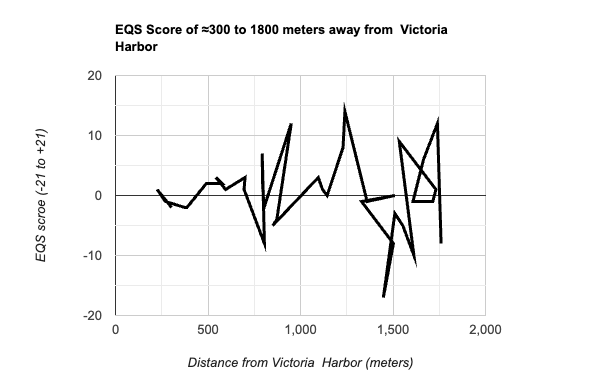 EQS Score of ≈300 to 1800 meters away from  Victoria
Harbor
20
10
0
-10
-20
EQS scroe (-21 to +21)
0
500
1,000
1,500
2,000
Distance from Victoria  Harbor (meters)